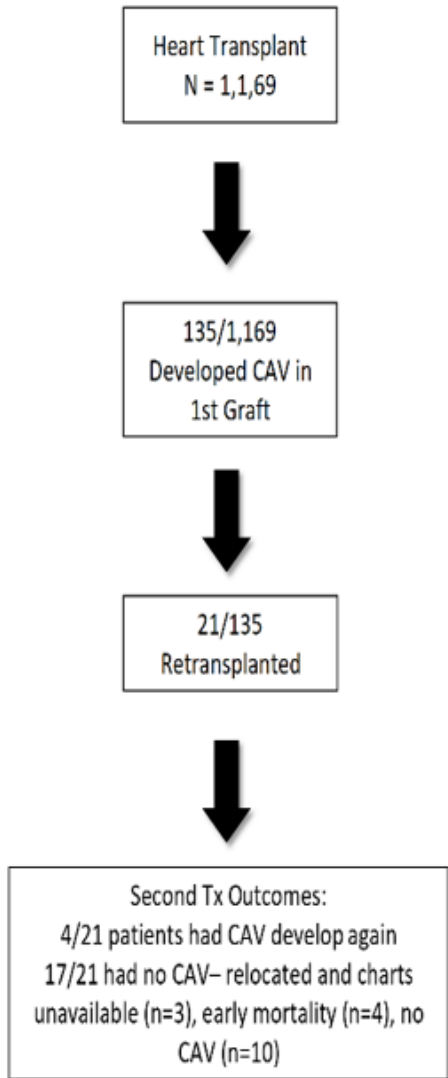 Heart Transplant
N = 1,1,69
135/1,169
Developed CAV in
1st Graft
21/135
Retransplanted
Second Tx Outcomes:
4/21 patients had CAV develop again
17/21 had no CAV– relocated and charts
unavailable (n=3), early mortality (n=4), no
CAV (n=10)